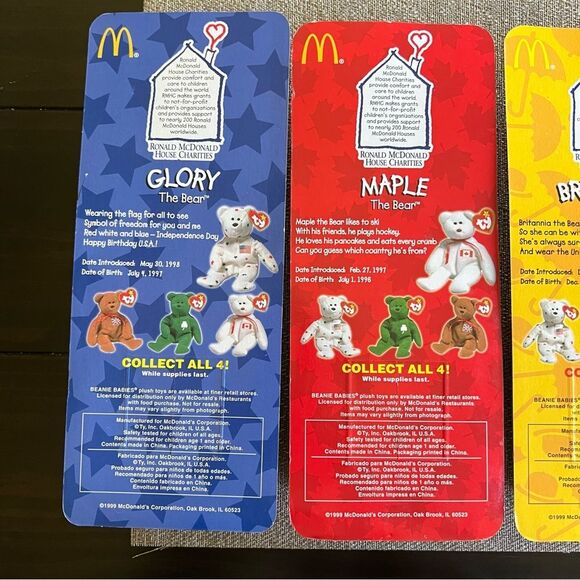 Ronald
McDonald
House Charities
provide comfort and
care to children
around the world.
RMHC makes grants
to not-for-profit
children's organizations
and provides support
to nearly 200 Ronald
McDonald Houses
worldwide.
RONALD MCDONALD
HOUSE CHARITIES
GLORY
The Bear™
Wearing the flag for all to see
Symbol of freedom for you and me
Red white and blue – Independence Day
Happy Birthday U.S.A.!
Date Introduced: May 30, 1998
Date of Birth: July 4, 1997
COLLECT ALL 4!
While supplies last.
BEANIE BABIES® plush toys are available at finer retail stores.
Licensed for distribution only by McDonald's Restaurants
with food purchase. Not for resale.
Items may vary slightly from photograph.
Manufactured for McDonald's Corporation.
©Ty, Inc. Oakbrook, IL U.S.A.
Safety tested for children of all ages.
Recommended for children age 1 and older.
Contents made in China. Packaging printed in China.
Fabricado para McDonald's Corporation.
©Ty, Inc. Oakbrook, IL U.S.A.
Probado seguro para niños de todas edades.
Recomendado para niños de 1 año o más.
Contenido fabricado en China.
Envoltura impresa en China.
©1999 McDonald's Corporation, Oak Brook, IL 60523
Ronald
McDonald
House Charities
provide comfort and
care to children
around the world.
RMHC makes grants
to not-for-profit
children's organizations
and provides support
to nearly 200 Ronald
McDonald Houses
worldwide.
RONALD MCDONALD
HOUSE CHARITIES
MAPLE
The Bear™
Maple the Bear likes to ski
With his friends, he plays hockey.
He loves his pancakes and eats every crumb
Can you guess which country he's from?
Date Introduced: Feb. 27, 1997
Date of Birth: July 1, 1996
COLLECT ALL 4!
While supplies last.
BEANIE BABIES® plush toys are available at finer retail stores.
Licensed for distribution only by McDonald's Restaurants
with food purchase. Not for resale.
Items may vary slightly from photograph.
Manufactured for McDonald's Corporation.
©Ty, Inc. Oakbrook, IL U.S.A.
Safety tested for children of all ages.
Recommended for children age 1 and older.
Contents made in China. Packaging printed in China.
Fabricado para McDonald's Corporation.
©Ty, Inc. Oakbrook, IL U.S.A.
Probado seguro para niños de todas edades.
Recomendado para niños de 1 año o más.
Contenido fabricado en China.
Envoltura impresa en China.
©1999 McDonald's Corporation, Oak Brook, IL 60523
BR
Britannia the Bear
So she can be wi
She's always sur
And wear the Uni
Date Introduced:
Date of Birth: Dec.
CO
BEANIE BABIES® plush
Licensed for distributi
Items
Manufactu
Fabrica
©1999 McDona